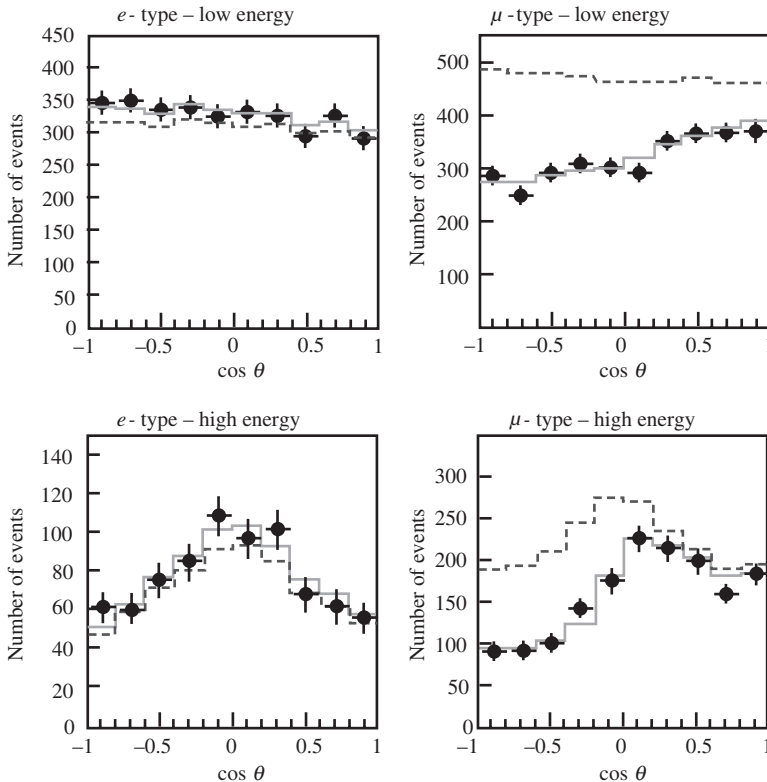 e- type – low energy
450
400
350
300
250
200
150
100
50
0
Number of events
–1 –0.5 0 0.5 1
cos θ
μ -type – low energy
500
400
300
200
100
Number of events
–1 –0.5 0 0.5 1
cos θ
e- type – high energy
140
120
100
80
60
40
20
0
Number of events
–1 –0.5 0 0.5 1
cos θ
μ- type – high energy
300
250
200
150
100
50
0
Number of events
–1 –0.5 0 0.5 1
cos θ